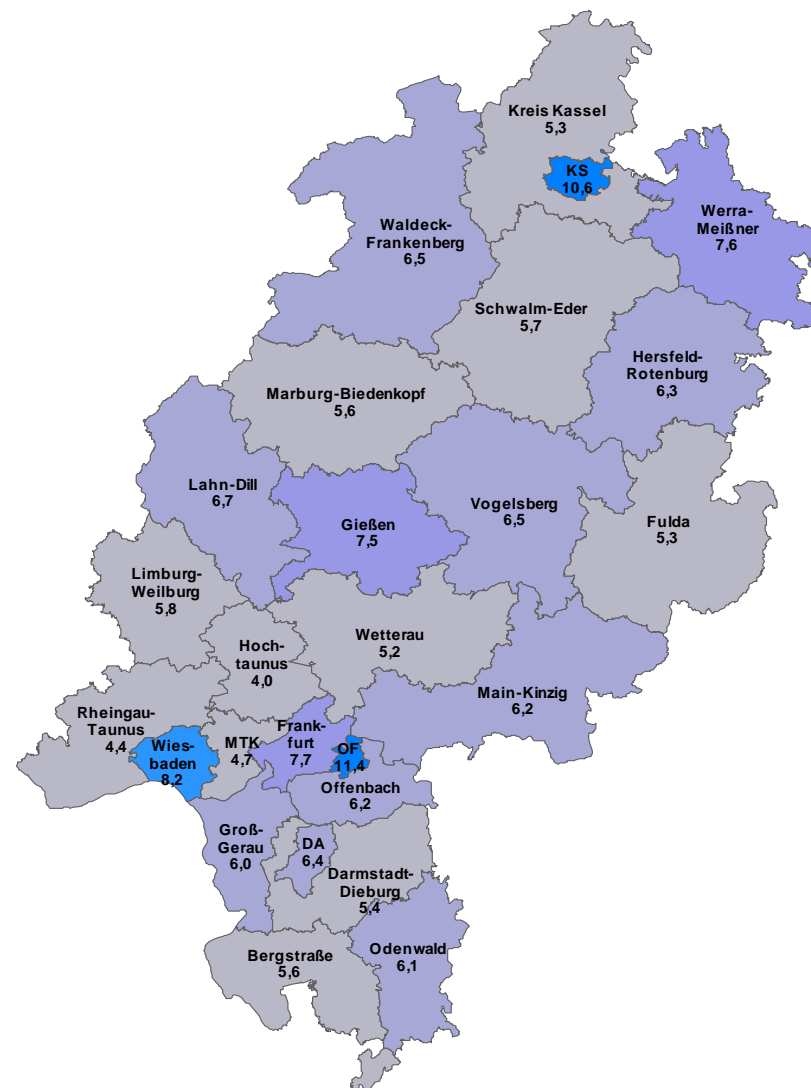 Kreis Kassel
5,3
KS
10,6
Werra-
Meißner
7,6
Waldeck-
Frankenberg
6,5
Schwalm-Eder
5,7
Hersfeld-
Rotenburg
6,3
Marburg-Biedenkopf
5,6
Lahn-Dill
6,7
Gießen
7,5
Vogelsberg
6,5
Fulda
5,3
Limburg-
Weilburg
5,8
Wetterau
5,2
Hoch-
taunus
4,0
Main-Kinzig
6,2
Rheingau-
Taunus
4,4
Wies-
baden
8,2
MTK
4,7
Frank-
furt
7,7
OF
11,4
Offenbach
6,2
Groß-
Gerau
6,0
DA
6,4
Darmstadt-
Dieburg
5,4
Bergstraße
5,6
Odenwald
6,1